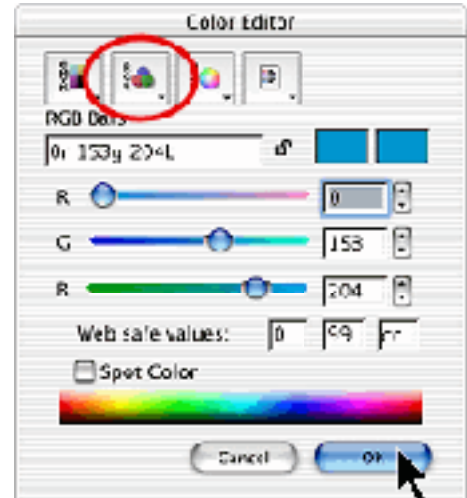 Color Editor
RGB Bars
0r 153g 204b
R 0
G 153
B 204
Web safe values: 0 99 cc
Spot Color
Cancel OK